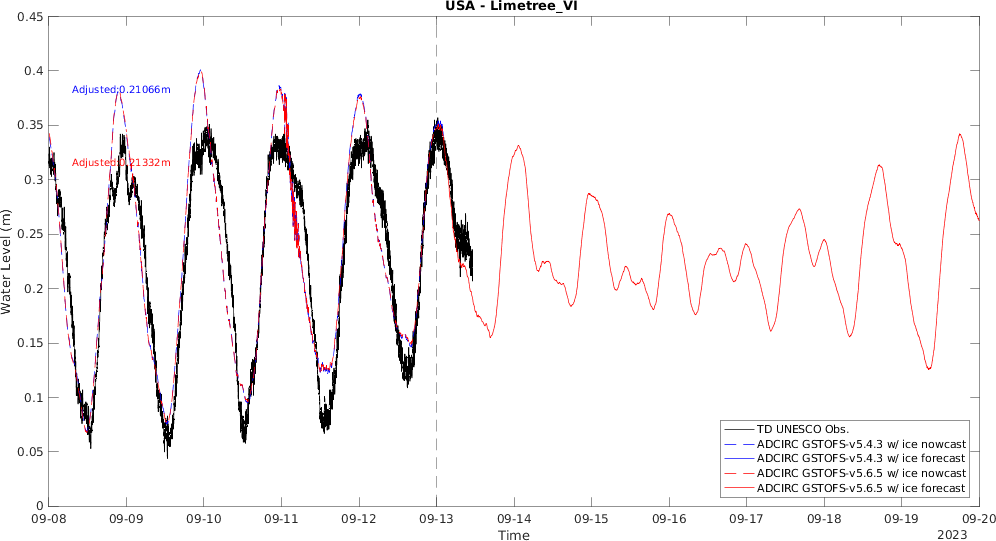 USA - Limetree_VI
0.45
0.4
0.35
0.3
0.25
0.2
0.15
0.1
0.05
0
Water Level (m)
Adjusted:0.21066m
Adjusted:0.21332m
TD UNESCO Obs.
ADCIRC GSTOFS-v5.4.3 w/ ice nowcast
ADCIRC GSTOFS-v5.4.3 w/ ice forecast
ADCIRC GSTOFS-v5.6.5 w/ ice nowcast
ADCIRC GSTOFS-v5.6.5 w/ ice forecast
09-08 09-09 09-10 09-11 09-12 09-13 09-14 09-15 09-16 09-17 09-18 09-19 09-20
Time
2023